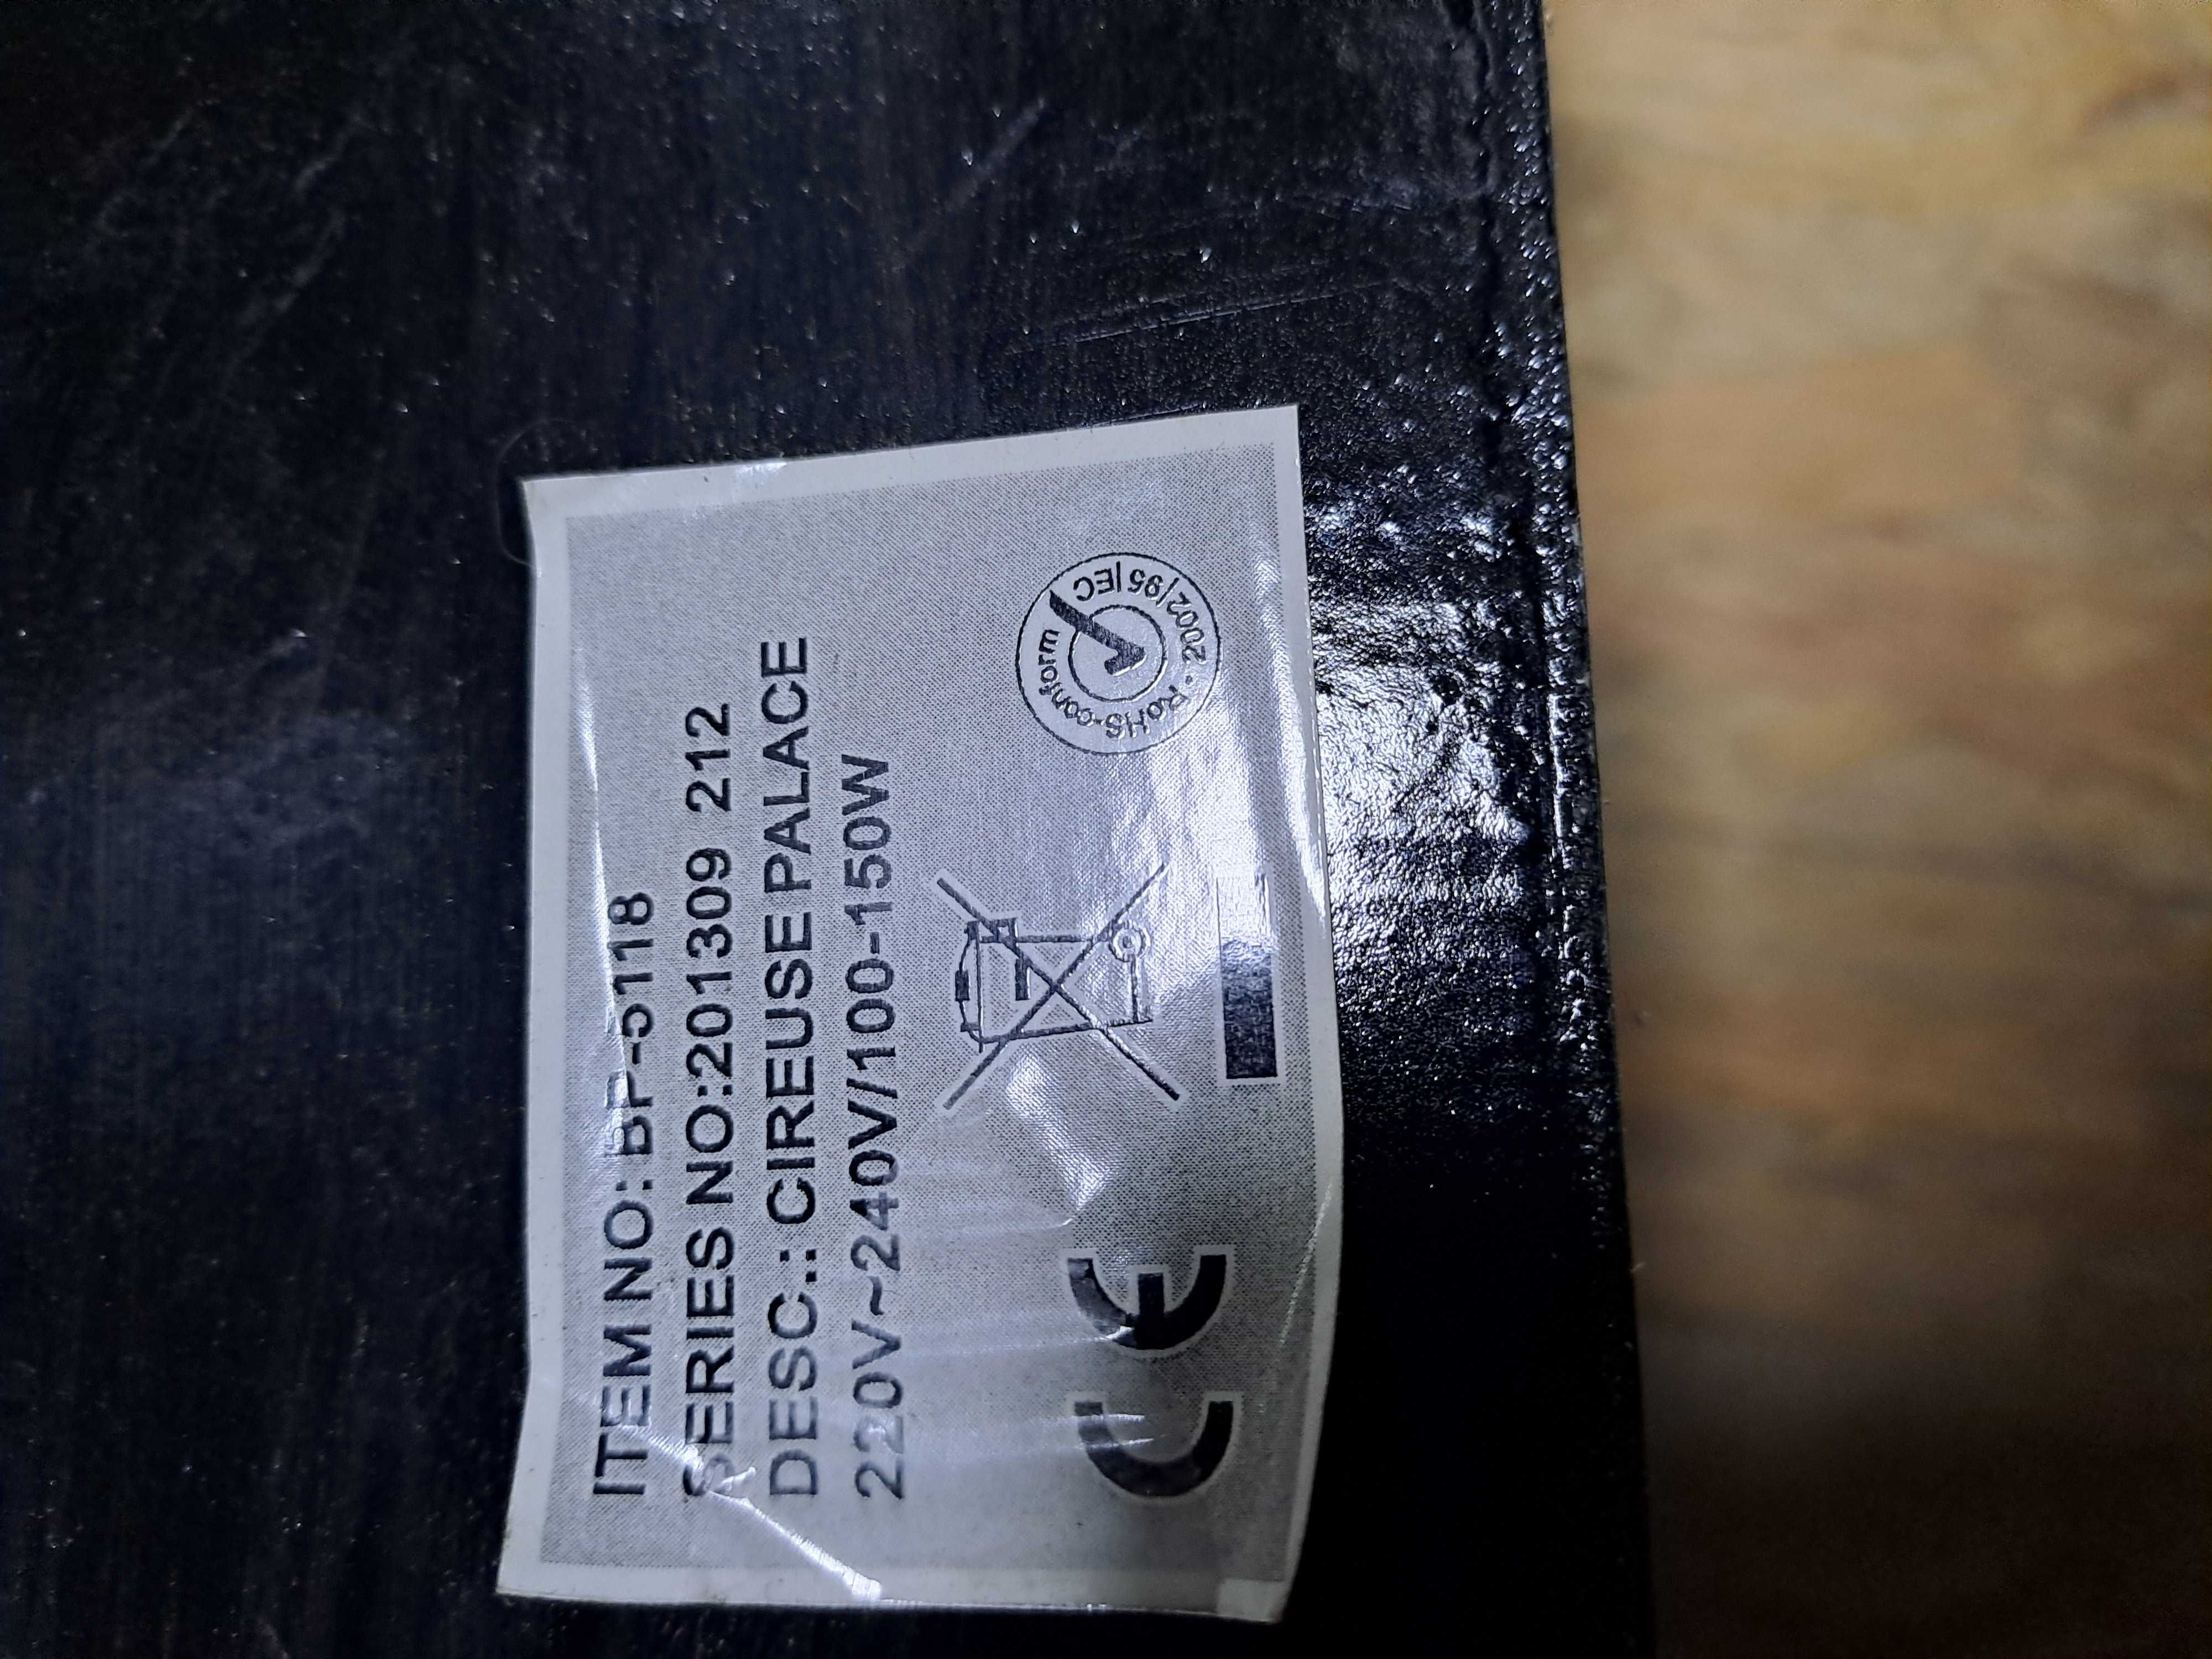 ITEM NO: BP-5118
SERIES NO:201309 212
DESC.: CIREUSE PALACE
220V~240V/100-150W
CE
RoHS-conform · 2002|95|EC